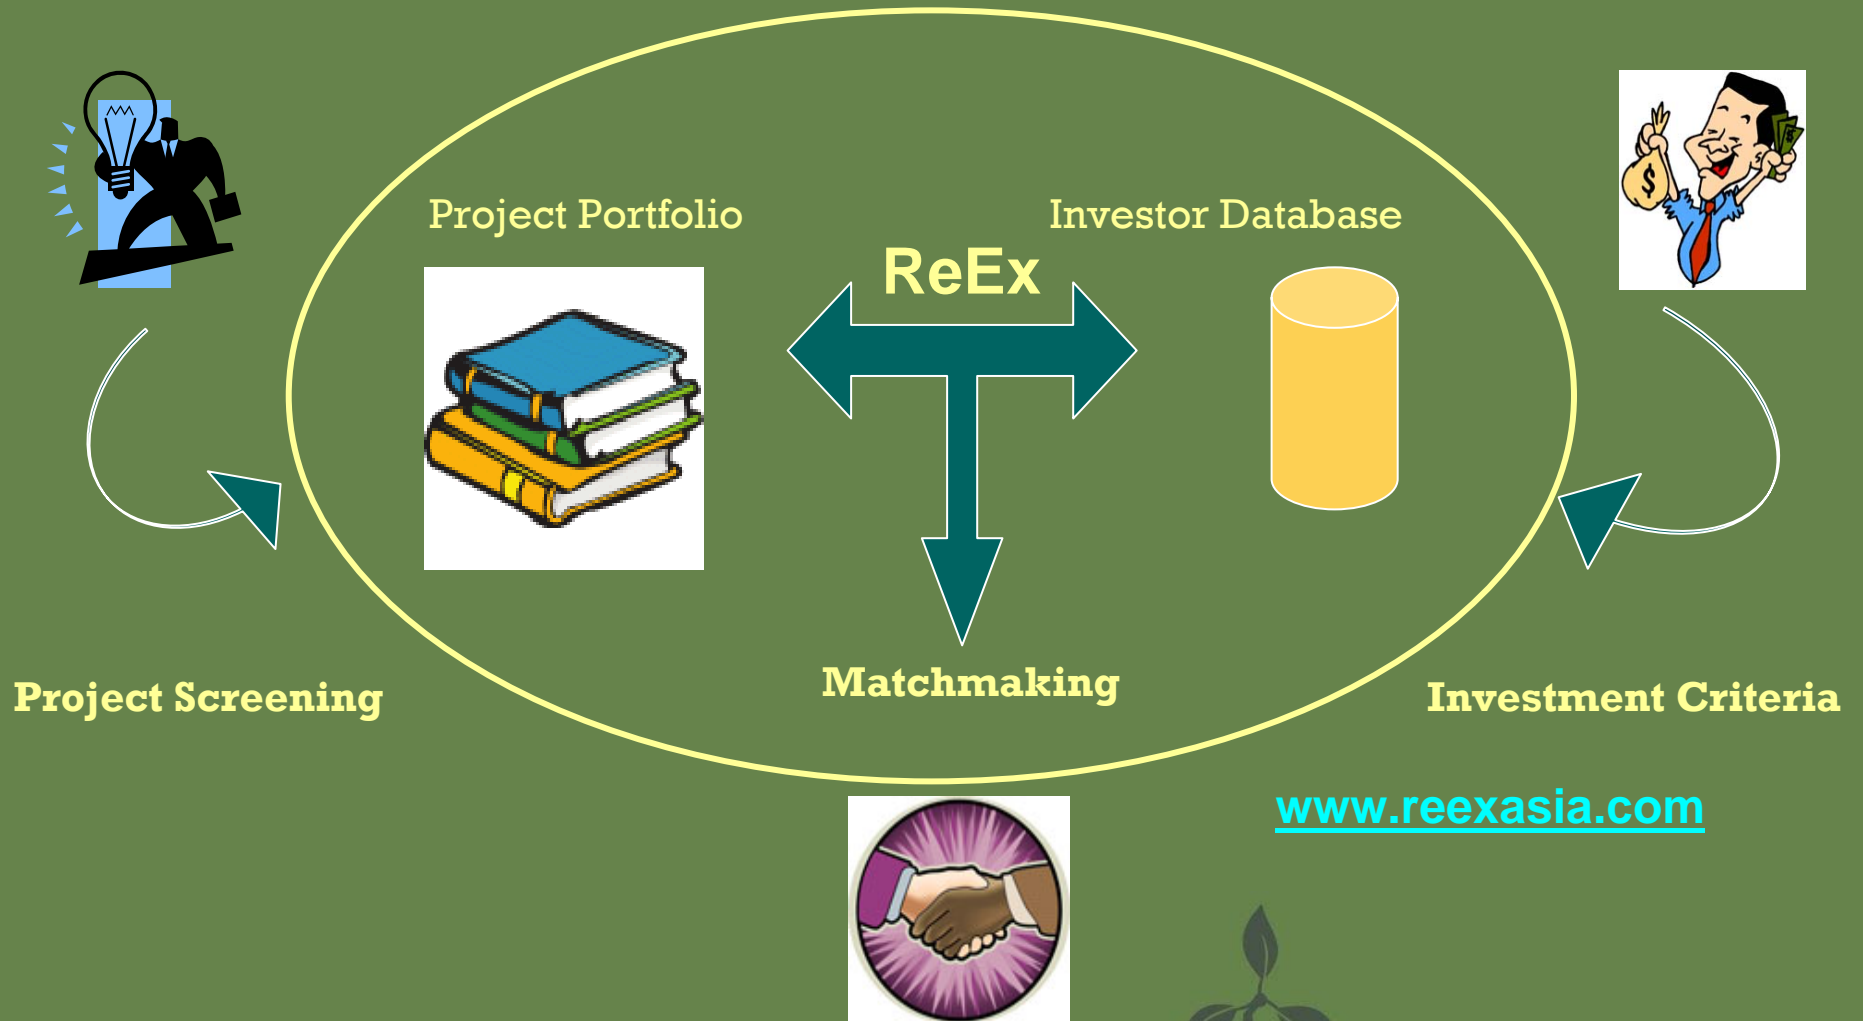 Project Portfolio
Investor Database
ReEx
Matchmaking
Project Screening
Investment Criteria
www.reexasia.com
$
$